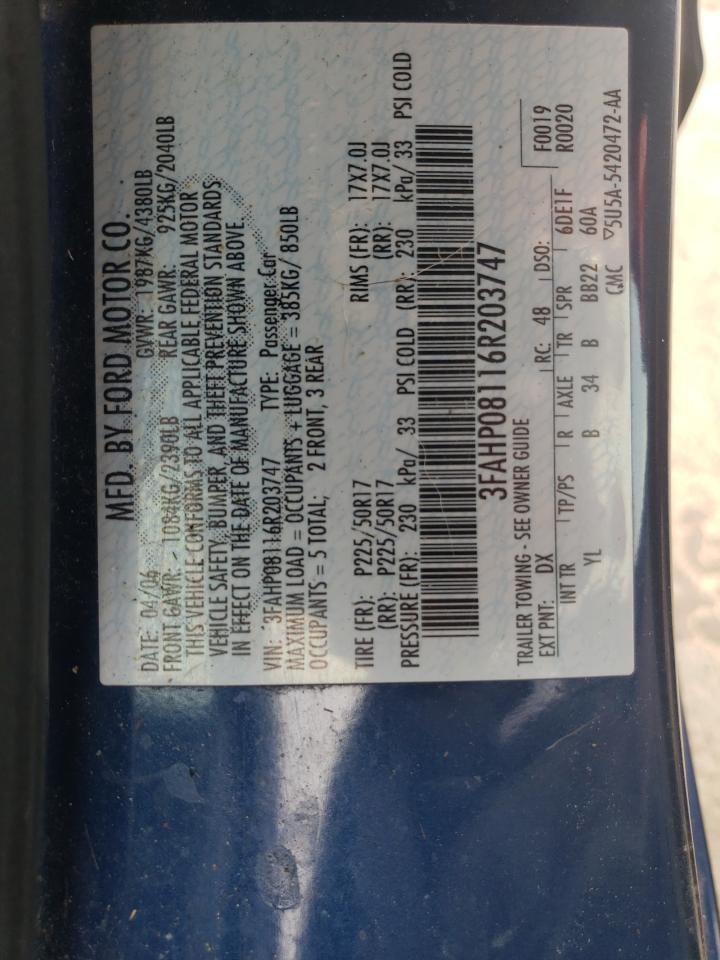 MFD. BY FORD MOTOR CO.
DATE: 04/06 GVWR: 1987KG/4380LB
FRONT GAWR: 1084KG/2390LB REAR GAWR: 925KG/2040LB
THIS VEHICLE CONFORMS TO ALL APPLICABLE FEDERAL MOTOR
VEHICLE SAFETY, BUMPER, AND THEFT PREVENTION STANDARDS
IN EFFECT ON THE DATE OF MANUFACTURE SHOWN ABOVE.
VIN: 3FAHP08116R203747 TYPE: Passenger Car
MAXIMUM LOAD = OCCUPANTS + LUGGAGE = 385KG/ 850LB
OCCUPANTS = 5 TOTAL; 2 FRONT, 3 REAR
TIRE (FR): P225/50R17 RIMS (FR): 17X7.0J
(RR): P225/50R17 (RR): 17X7.0J
PRESSURE (FR): 230 kPa/ 33 PSI COLD (RR): 230 kPa/ 33 PSI COLD
3FAHP08116R203747
TRAILER TOWING - SEE OWNER GUIDE F0019
EXT PNT: DX RC: 48 DSO: 6DE1F R0020
INT TR TP/PS R AXLE TR SPR 60A
YL B 34 B BB22
CMC ▽5U5A-5420472-AA